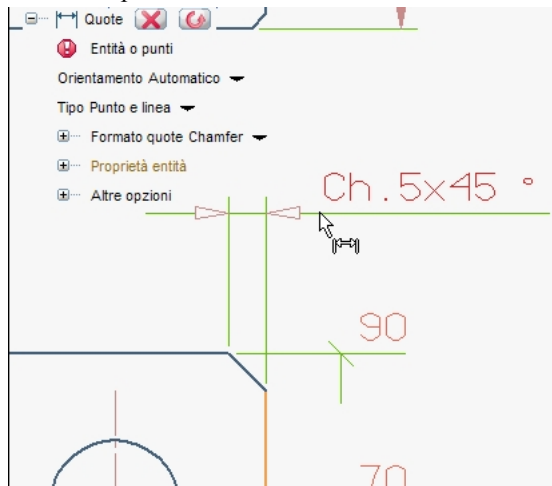 Quote
Entità o punti
Orientamento Automatico
Tipo Punto e linea
Formato quote Chamfer
Proprietà entità
Altre opzioni
Ch.5x45 °
90
70